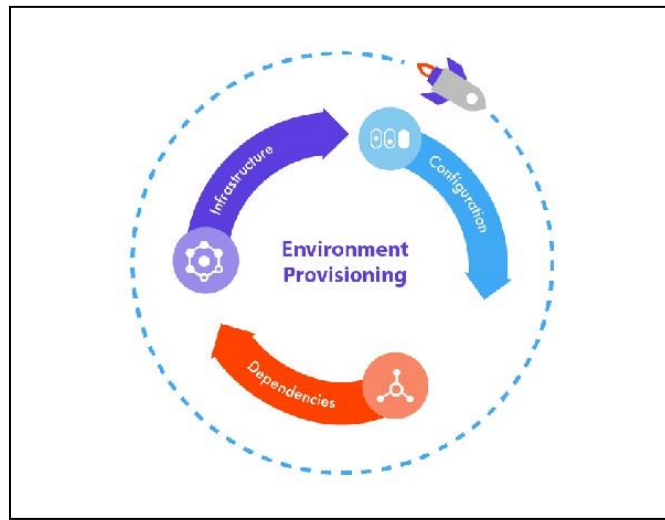 Infrastructure
Configuration
Environment
Provisioning
Dependencies